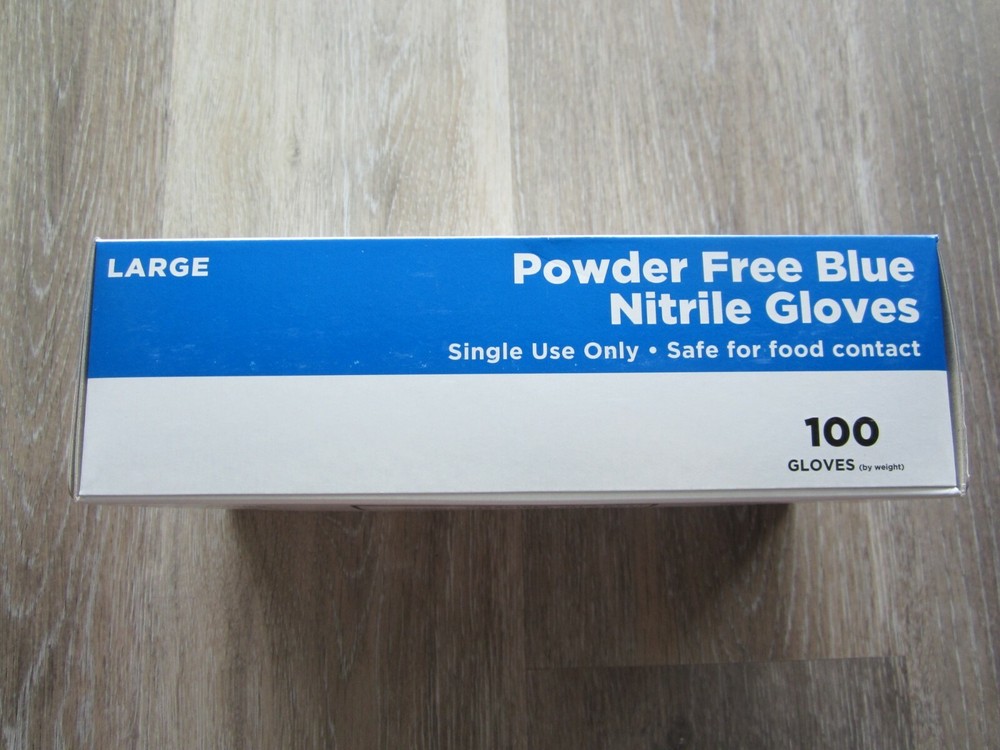 LARGE
Powder Free Blue
Nitrile Gloves
Single Use Only • Safe for food contact
100
GLOVES (by weight)